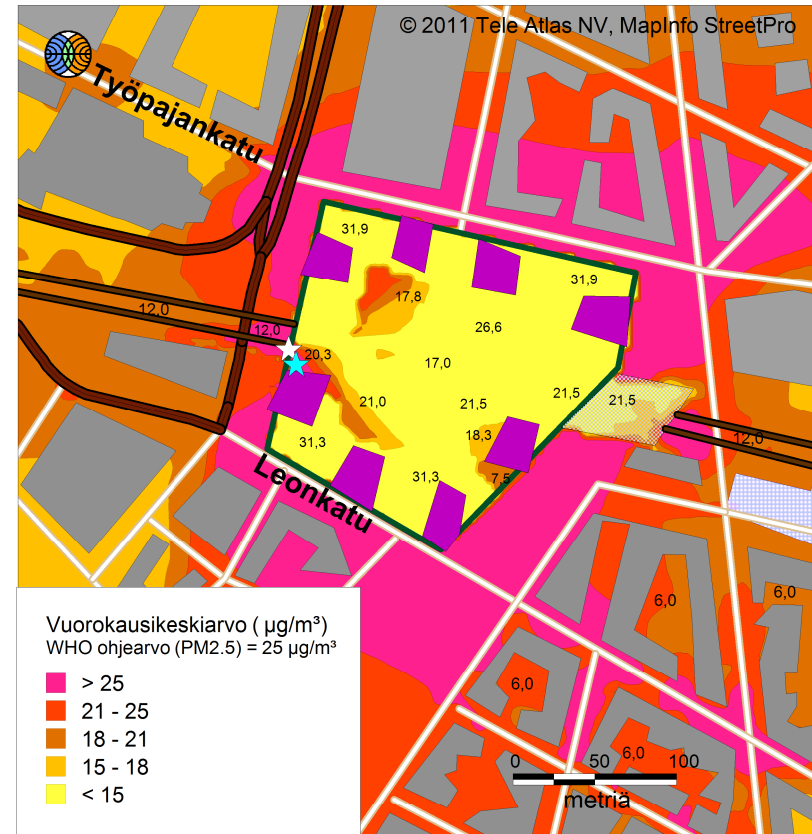 © 2011 Tele Atlas NV, MapInfo StreetPro
Työpajankatu
31,9
31,9
17,8
12,0
12,0
26,6
20,3
17,0
21,0
21,5
21,5
21,5
18,3
12,0
31,3
31,3
7,5
Leonkatu
6,0
6,0
6,0
6,0
Vuorokausikeskiarvo ( µg/m³)
WHO ohjearvo (PM2.5) = 25 µg/m³
> 25
21 - 25
18 - 21
15 - 18
< 15
0 50 100
metriä